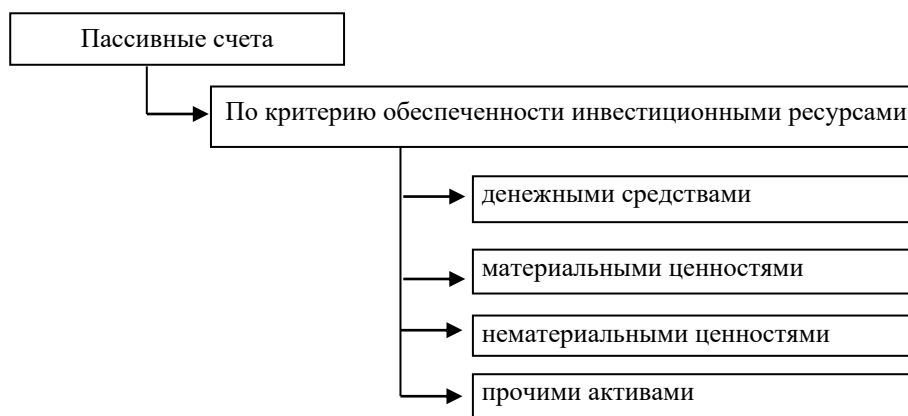 Пассивные счета
По критерию обеспеченности инвестиционными ресурсами
денежными средствами
материальными ценностями
нематериальными ценностями
прочими активами